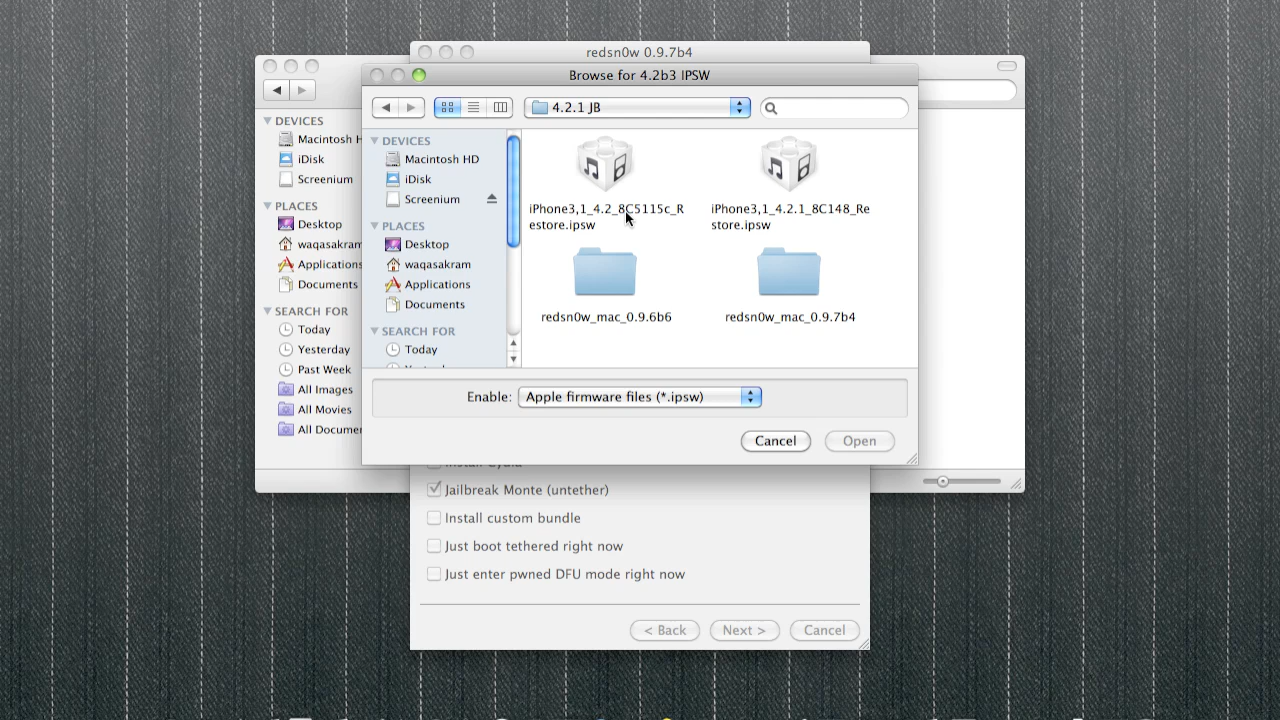 redsn0w 0.9.7b4
Browse for 4.2b3 IPSW
4.2.1 JB
DEVICES
Macintosh H
iDisk
Screenium
PLACES
Desktop
waqasakram
Applications
Documents
SEARCH FOR
Today
Yesterday
Past Week
All Images
All Movies
All Documen
DEVICES
Macintosh HD
iDisk
Screenium
PLACES
Desktop
waqasakram
Applications
Documents
SEARCH FOR
Today
iPhone3,1_4.2_8C5115c_R
estore.ipsw
iPhone3,1_4.2.1_8C148_Re
store.ipsw
redsn0w_mac_0.9.6b6
redsn0w_mac_0.9.7b4
Enable: Apple firmware files (*.ipsw)
Cancel Open
Jailbreak Monte (untether)
Install custom bundle
Just boot tethered right now
Just enter pwned DFU mode right now
< Back Next > Cancel